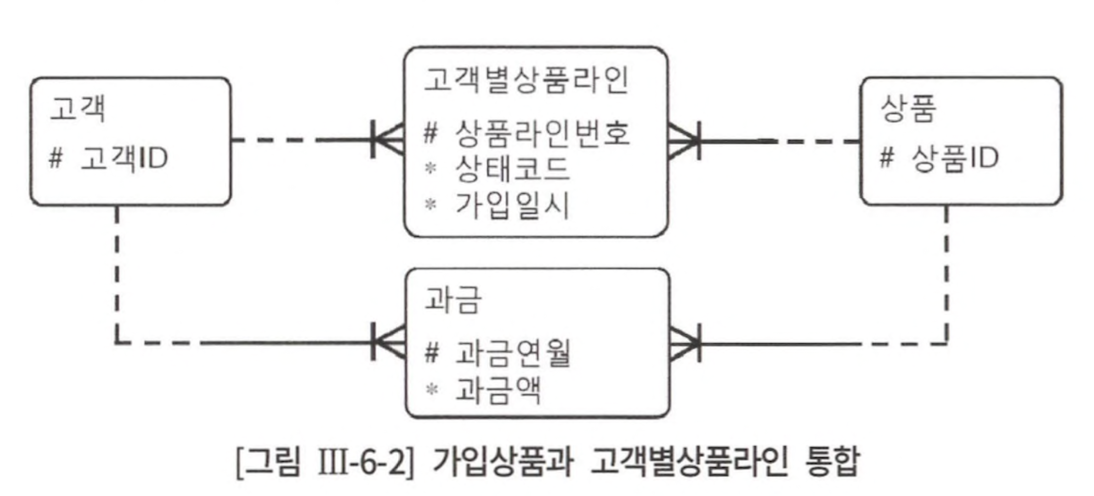 고객
# 고객ID
고객별상품라인
# 상품라인번호
* 상태코드
* 가입일시
상품
# 상품ID
과금
# 과금연월
* 과금액
[그림 III-6-2] 가입상품과 고객별상품라인 통합